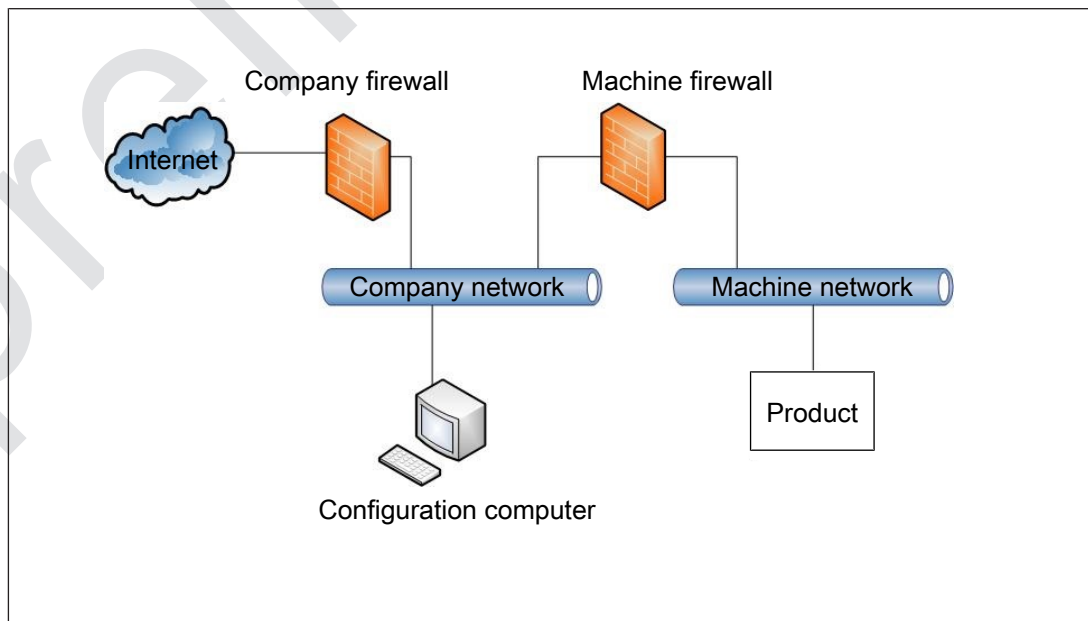 Company firewall
Machine firewall
Internet
Company network
Machine network
Product
Configuration computer